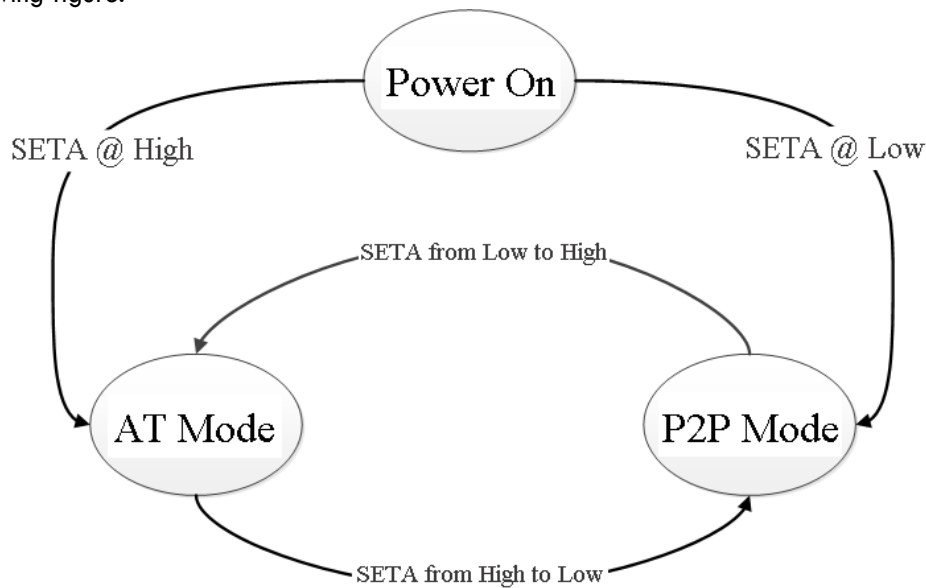 Power On
SETA @ High
SETA @ Low
SETA from Low to High
AT Mode
P2P Mode
SETA from High to Low